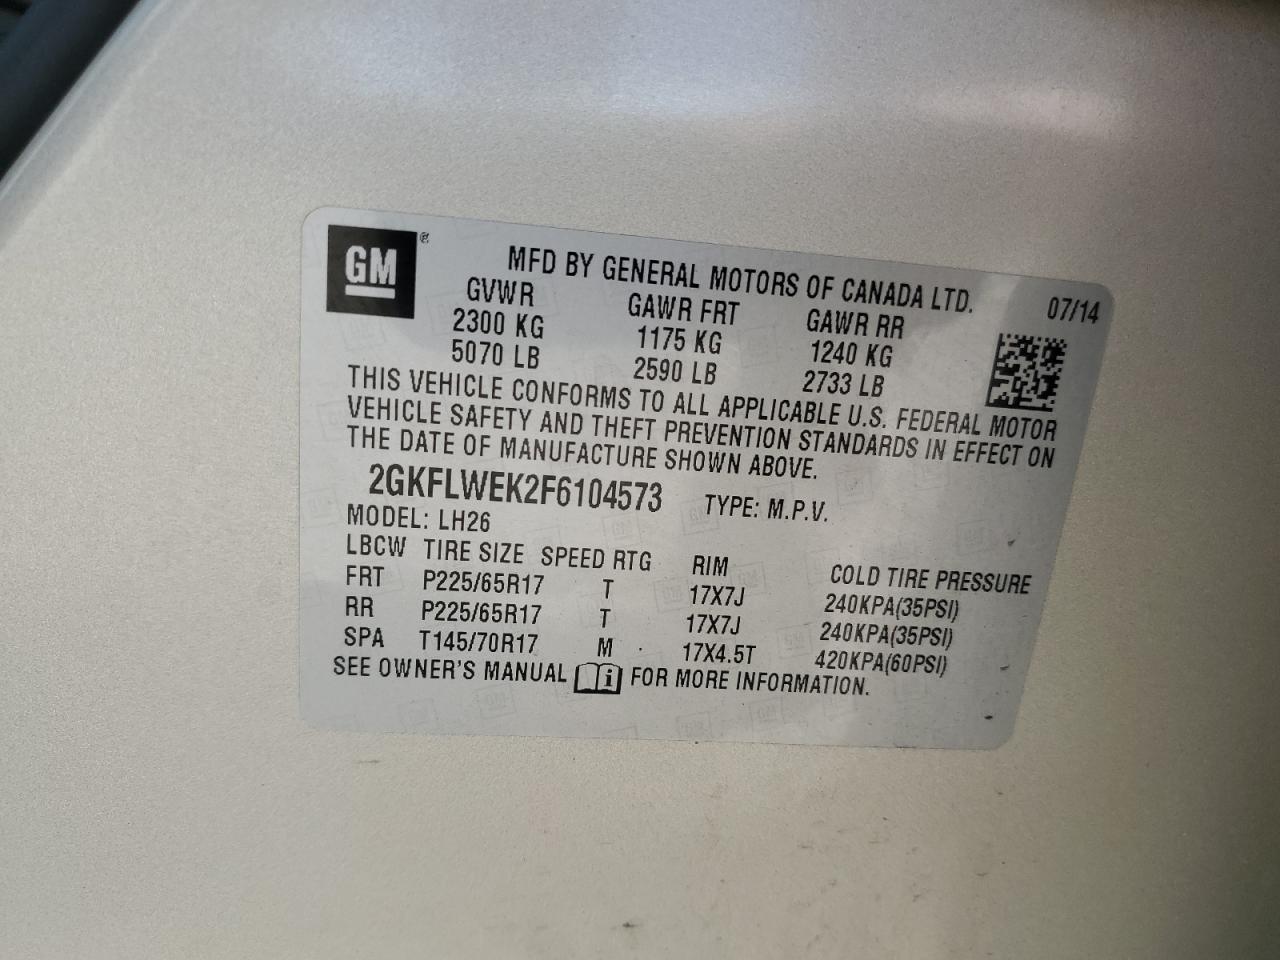 GM ®
MFD BY GENERAL MOTORS OF CANADA LTD. 07/14
GVWR GAWR FRT GAWR RR
2300 KG 1175 KG 1240 KG
5070 LB 2590 LB 2733 LB
THIS VEHICLE CONFORMS TO ALL APPLICABLE U.S. FEDERAL MOTOR
VEHICLE SAFETY AND THEFT PREVENTION STANDARDS IN EFFECT ON
THE DATE OF MANUFACTURE SHOWN ABOVE.
2GKFLWEK2F6104573 TYPE: M.P.V.
MODEL: LH26
LBCW TIRE SIZE SPEED RTG RIM COLD TIRE PRESSURE
FRT P225/65R17 T 17X7J 240KPA(35PSI)
RR P225/65R17 T 17X7J 240KPA(35PSI)
SPA T145/70R17 M 17X4.5T 420KPA(60PSI)
SEE OWNER'S MANUAL i FOR MORE INFORMATION.